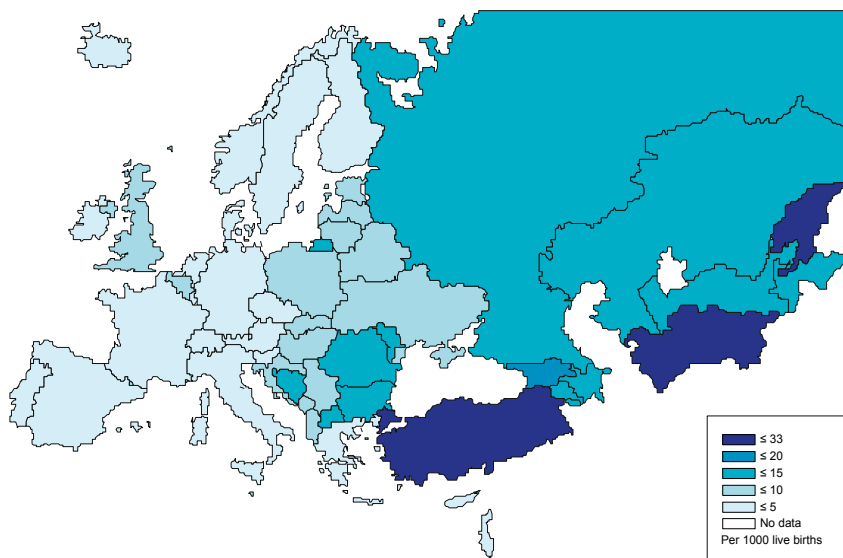 ≤ 33
≤ 20
≤ 15
≤ 10
≤ 5
No data
Per 1000 live births